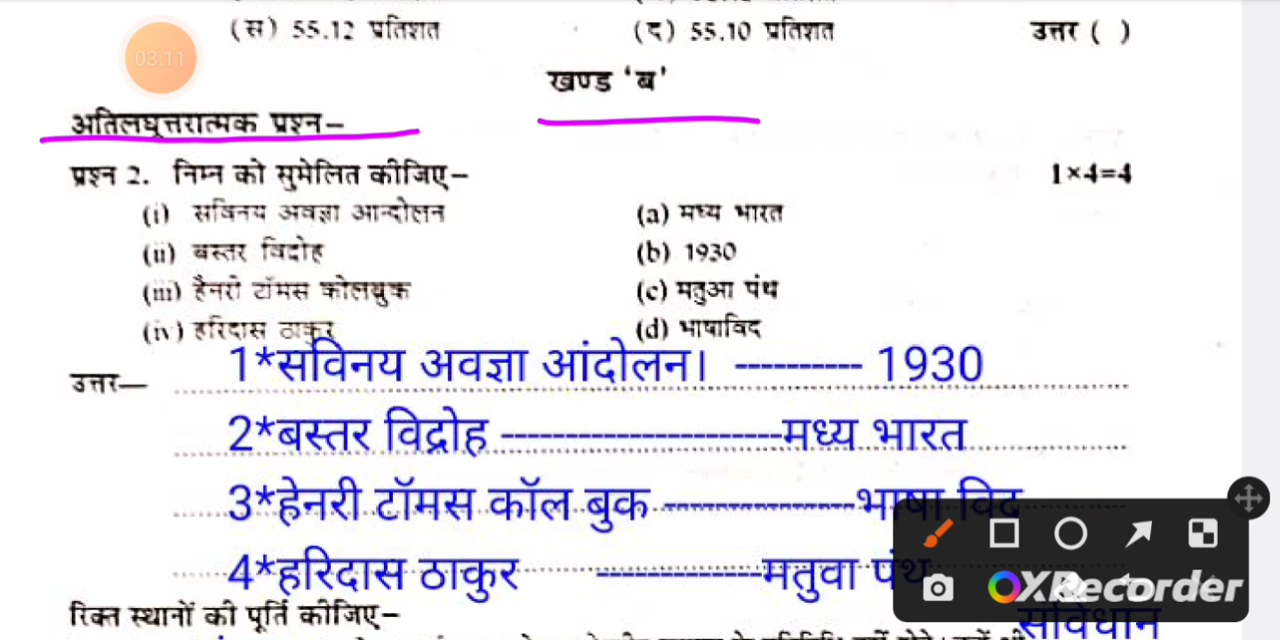 (स) 55.12 प्रतिशत (द) 55.10 प्रतिशत उत्तर ( )
03:11
खण्ड ‘ब’
अतिलघूत्तरात्मक प्रश्न–
प्रश्न 2. निम्न को सुमेलित कीजिए– 1×4=4
(i) सविनय अवज्ञा आन्दोलन (a) मध्य भारत
(ii) बस्तर विद्रोह (b) 1930
(iii) हैनरी टॉमस कोलब्रुक (c) मतुआ पंथ
(iv) हरिदास ठाकुर (d) भाषाविद
उत्तर— 1*सविनय अवज्ञा आंदोलन। ---------- 1930
2*बस्तर विद्रोह ----------------------मध्य भारत
3*हेनरी टॉमस कॉल बुक -----------------भाषा विद
4*हरिदास ठाकुर -------------मतुवा पंथ
XRecorder
रिक्त स्थानों की पूर्ति कीजिए–
संविधान